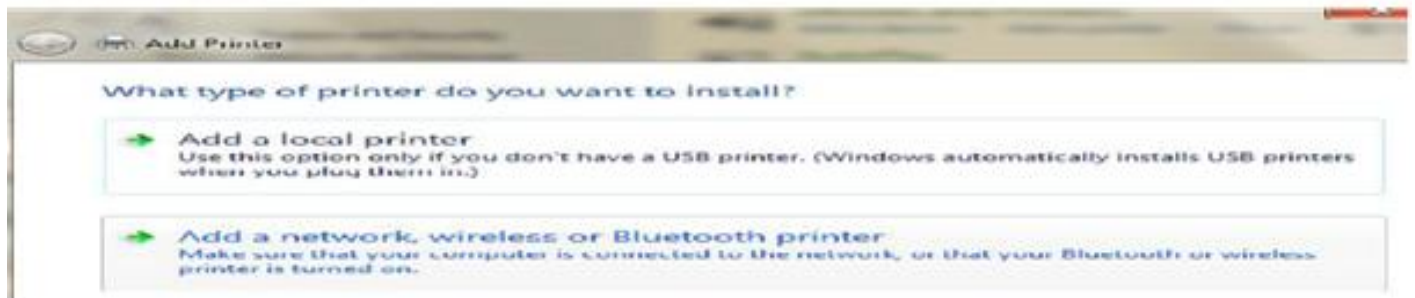 Add Printer
What type of printer do you want to install?
Add a local printer
Use this option only if you don't have a USB printer. (Windows automatically installs USB printers
when you plug them in.)
Add a network, wireless or Bluetooth printer
Make sure that your computer is connected to the network, or that your Bluetooth or wireless
printer is turned on.